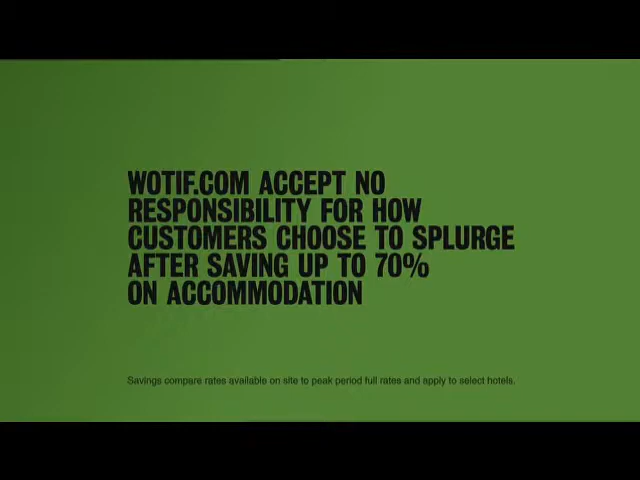 WOTIF.COM ACCEPT NO
RESPONSIBILITY FOR HOW
CUSTOMERS CHOOSE TO SPLURGE
AFTER SAVING UP TO 70%
ON ACCOMMODATION
Savings compare rates available on site to peak period full rates and apply to select hotels.